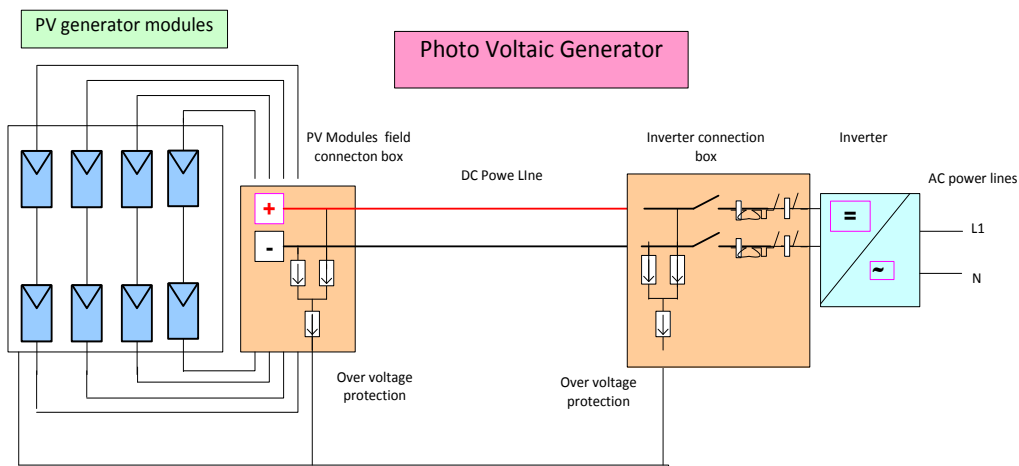 PV generator modules
Photo Voltaic Generator
PV Modules  field
connecton box
Inverter connection
box
Inverter
DC Powe LIne
AC power lines
+
-
=
~
L1
N
Over voltage
protection
Over voltage
protection